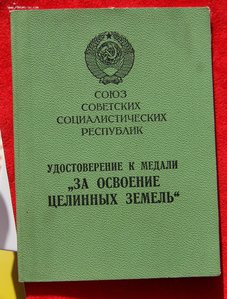 СОЮЗ
СОВЕТСКИХ
СОЦИАЛИСТИЧЕСКИХ
РЕСПУБЛИК
УДОСТОВЕРЕНИЕ К МЕДАЛИ
„ЗА ОСВОЕНИЕ
ЦЕЛИННЫХ ЗЕМЕЛЬ“